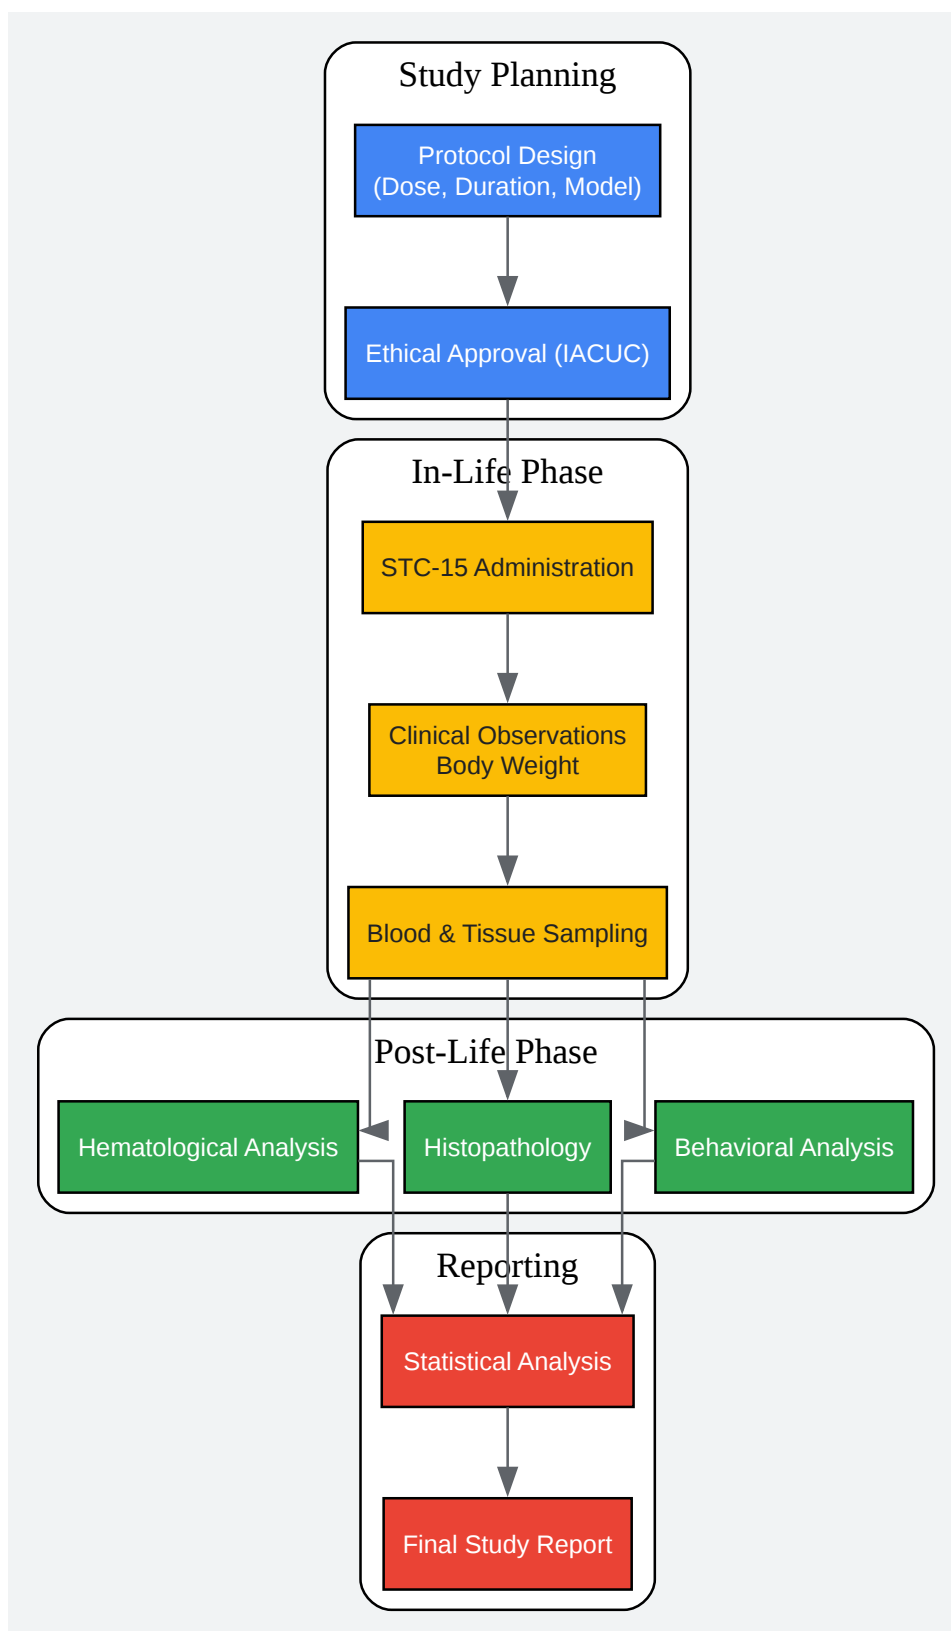 Study Planning
Protocol Design
(Dose, Duration, Model)
Ethical Approval (IACUC)
In-Life Phase
STC-15 Administration
Clinical Observations
Body Weight
Blood & Tissue Sampling
Post-Life Phase
Hematological Analysis
Histopathology
Behavioral Analysis
Reporting
Statistical Analysis
Final Study Report